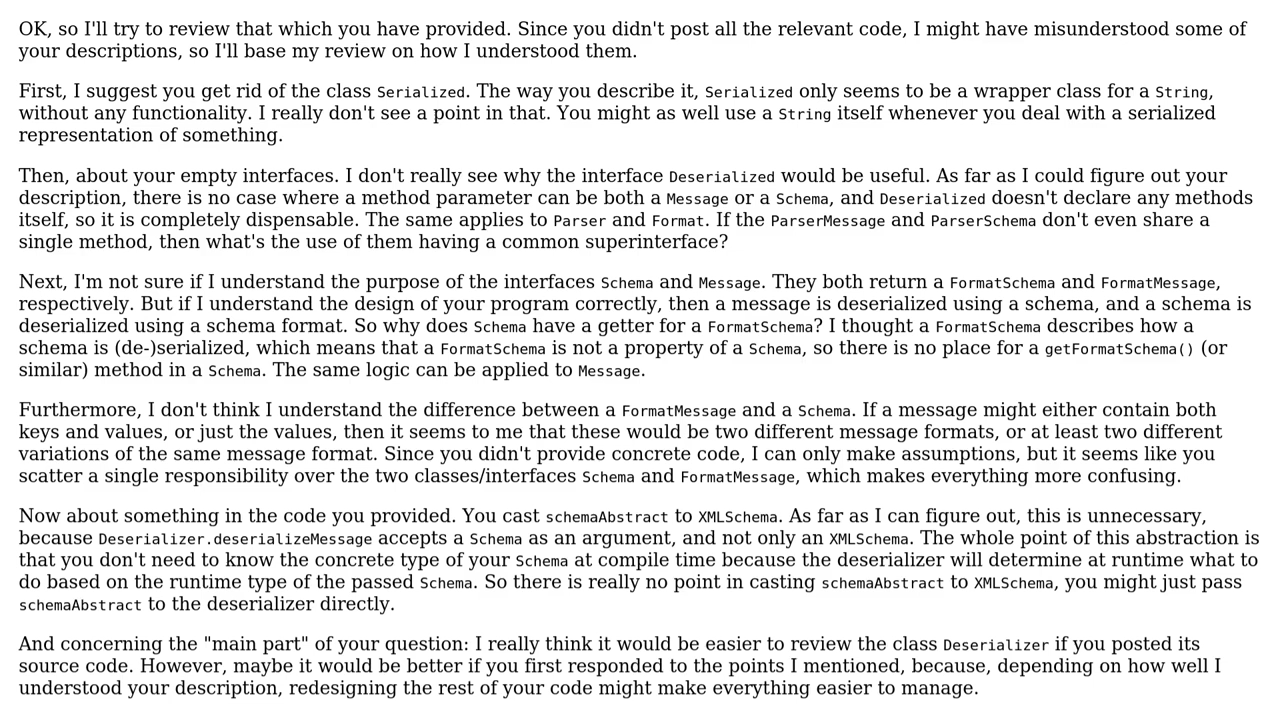 OK, so I'll try to review that which you have provided. Since you didn't post all the relevant code, I might have misunderstood some of
your descriptions, so I'll base my review on how I understood them.
First, I suggest you get rid of the class Serialized. The way you describe it, Serialized only seems to be a wrapper class for a String,
without any functionality. I really don't see a point in that. You might as well use a String itself whenever you deal with a serialized
representation of something.
Then, about your empty interfaces. I don't really see why the interface Deserialized would be useful. As far as I could figure out your
description, there is no case where a method parameter can be both a Message or a Schema, and Deserialized doesn't declare any methods
itself, so it is completely dispensable. The same applies to Parser and Format. If the ParserMessage and ParserSchema don't even share a
single method, then what's the use of them having a common superinterface?
Next, I'm not sure if I understand the purpose of the interfaces Schema and Message. They both return a FormatSchema and FormatMessage,
respectively. But if I understand the design of your program correctly, then a message is deserialized using a schema, and a schema is
deserialized using a schema format. So why does Schema have a getter for a FormatSchema? I thought a FormatSchema describes how a
schema is (de-)serialized, which means that a FormatSchema is not a property of a Schema, so there is no place for a getFormatSchema() (or
similar) method in a Schema. The same logic can be applied to Message.
Furthermore, I don't think I understand the difference between a FormatMessage and a Schema. If a message might either contain both
keys and values, or just the values, then it seems to me that these would be two different message formats, or at least two different
variations of the same message format. Since you didn't provide concrete code, I can only make assumptions, but it seems like you
scatter a single responsibility over the two classes/interfaces Schema and FormatMessage, which makes everything more confusing.
Now about something in the code you provided. You cast schemaAbstract to XMLSchema. As far as I can figure out, this is unnecessary,
because Deserializer.deserializeMessage accepts a Schema as an argument, and not only an XMLSchema. The whole point of this abstraction is
that you don't need to know the concrete type of your Schema at compile time because the deserializer will determine at runtime what to
do based on the runtime type of the passed Schema. So there is really no point in casting schemaAbstract to XMLSchema, you might just pass
schemaAbstract to the deserializer directly.
And concerning the "main part" of your question: I really think it would be easier to review the class Deserializer if you posted its
source code. However, maybe it would be better if you first responded to the points I mentioned, because, depending on how well I
understood your description, redesigning the rest of your code might make everything easier to manage.